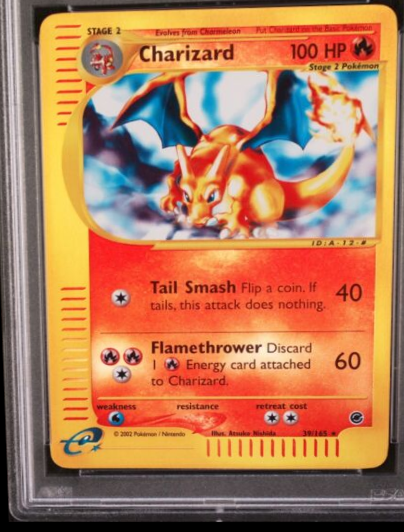 STAGE 2 Evolves from Charmeleon Put Charizard on the Basic Pokémon
Charizard 100 HP
Stage 2 Pokémon
ID:A-12-#
Tail Smash Flip a coin. If
tails, this attack does nothing. 40
Flamethrower Discard
1 Energy card attached
to Charizard. 60
weakness resistance retreat cost
© 2002 Pokémon / Nintendo Illus. Atsuko Nishida 39/165 ★